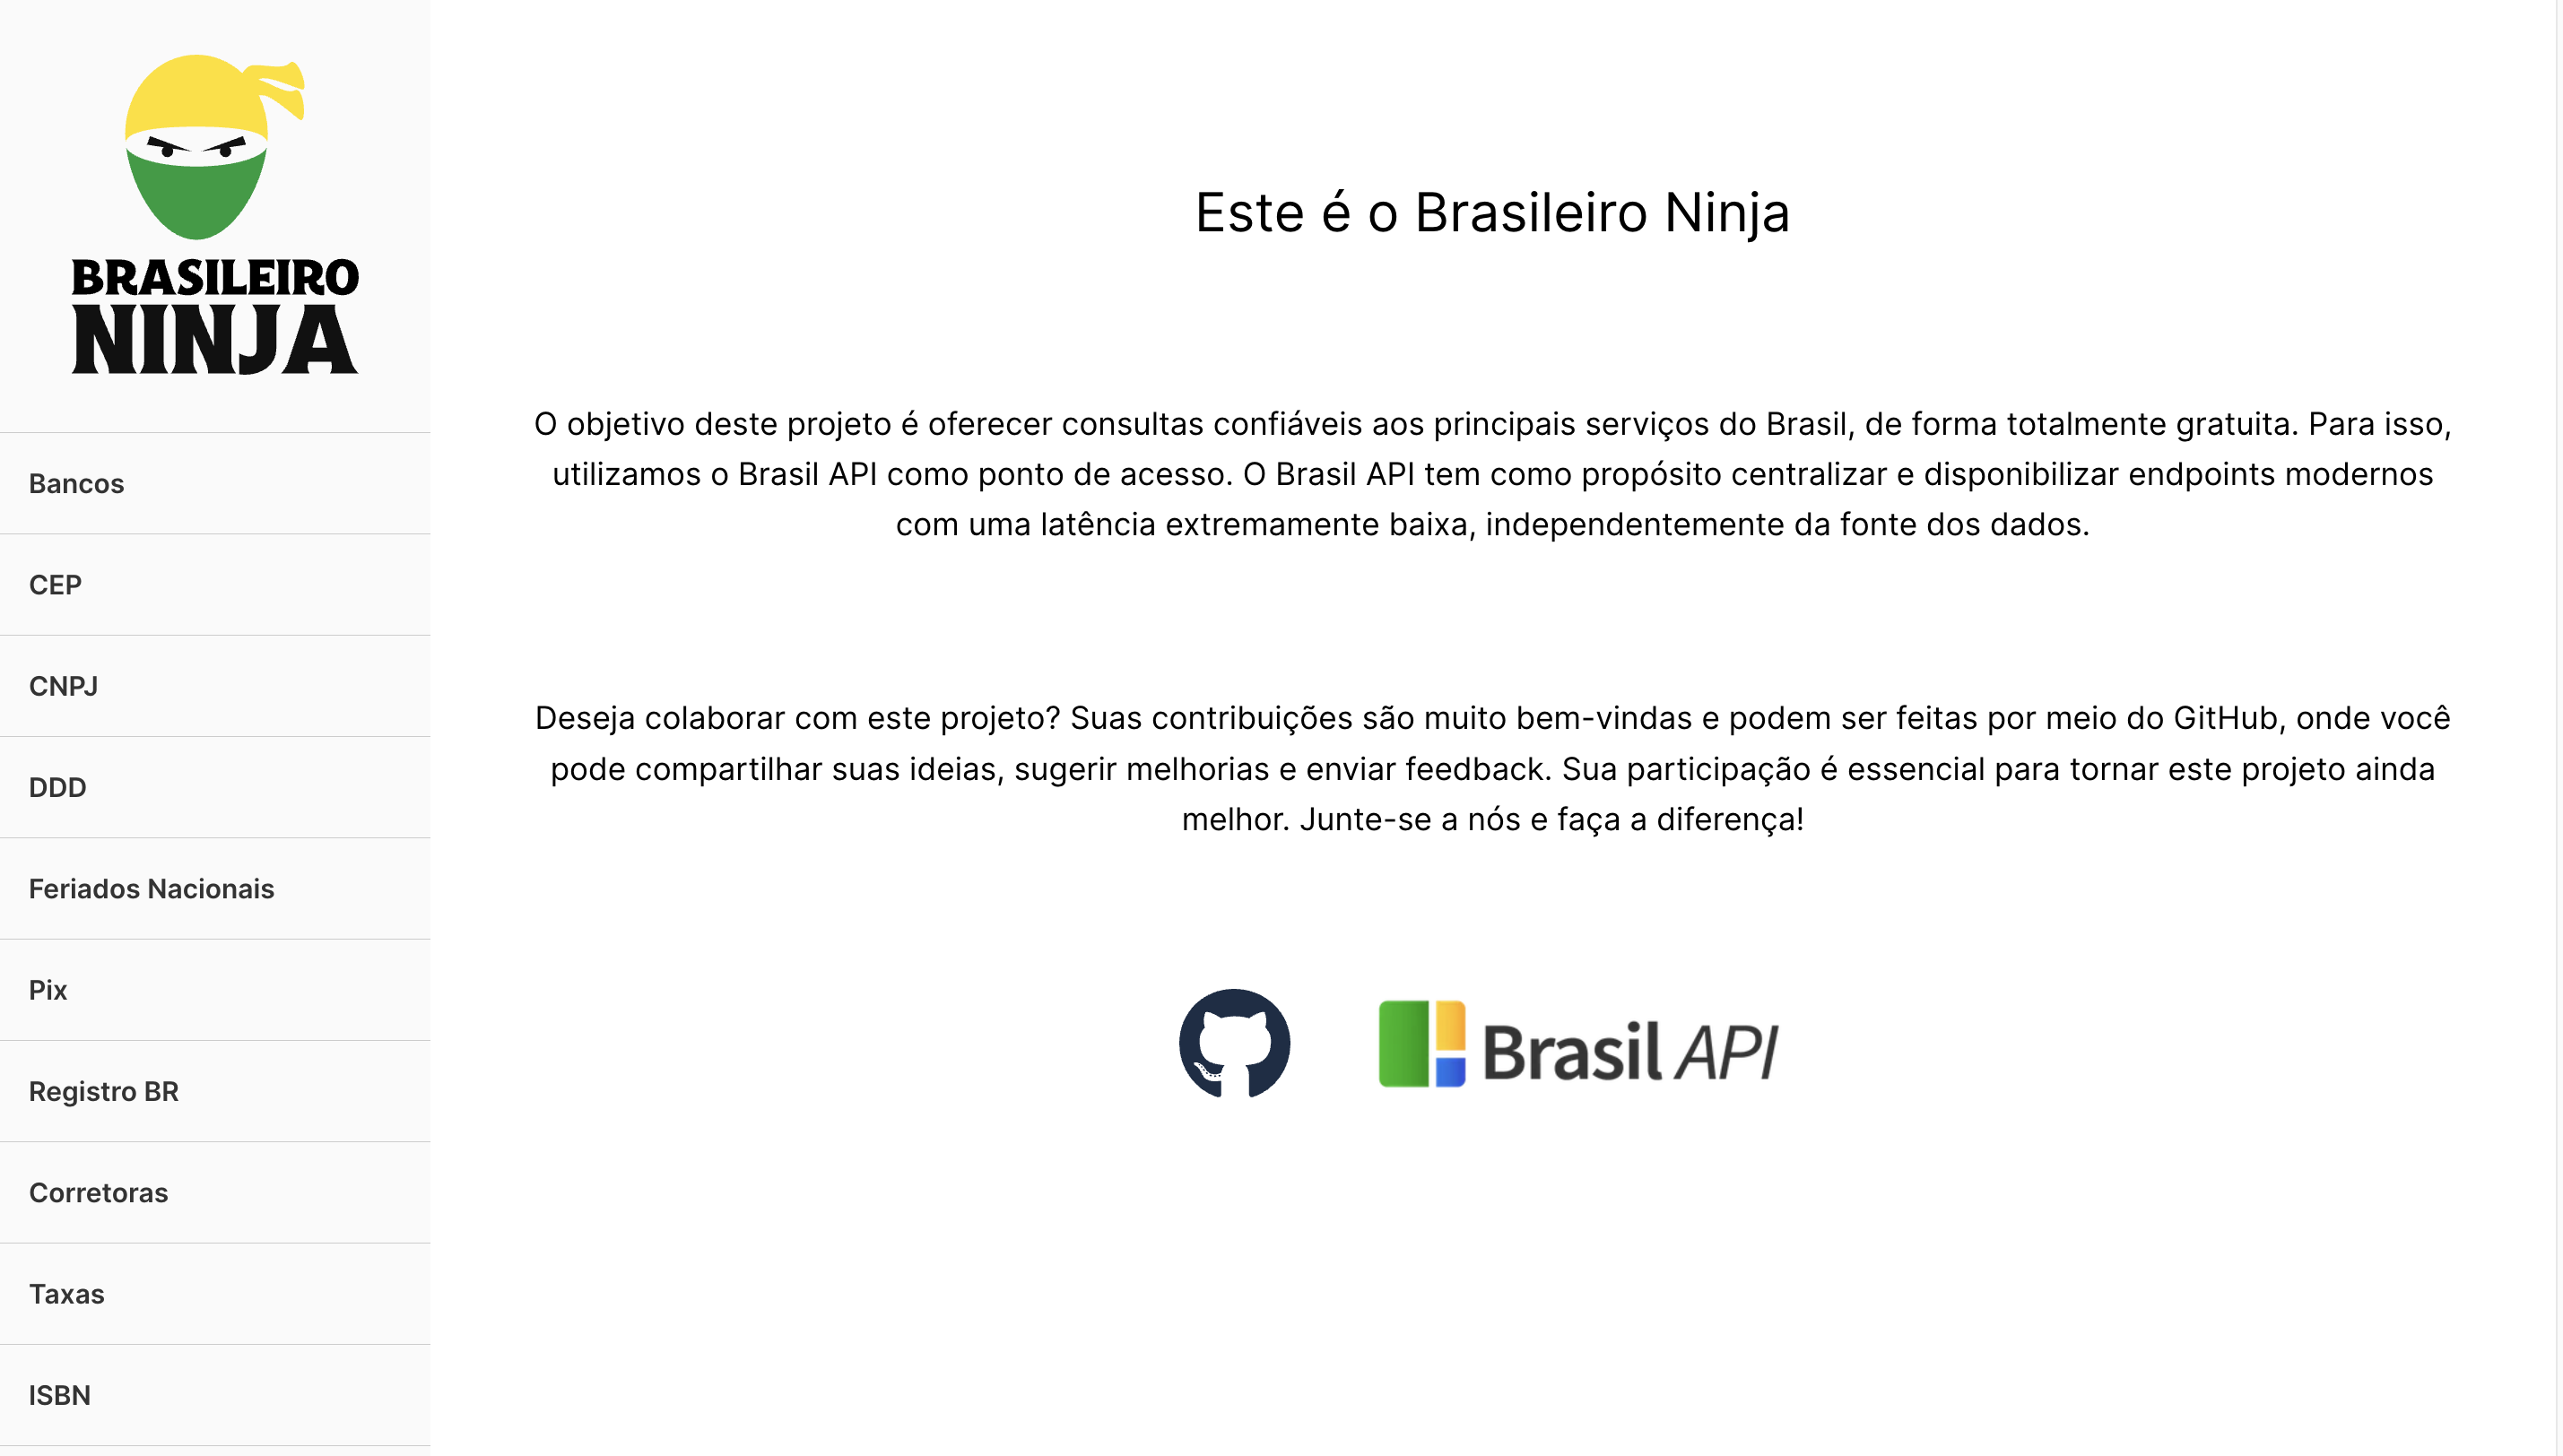 BRASILEIRO
NINJA
Bancos
CEP
CNPJ
DDD
Feriados Nacionais
Pix
Registro BR
Corretoras
Taxas
ISBN
Este é o Brasileiro Ninja
O objetivo deste projeto é oferecer consultas confiáveis aos principais serviços do Brasil, de forma totalmente gratuita. Para isso,
utilizamos o Brasil API como ponto de acesso. O Brasil API tem como propósito centralizar e disponibilizar endpoints modernos
com uma latência extremamente baixa, independentemente da fonte dos dados.
Deseja colaborar com este projeto? Suas contribuições são muito bem-vindas e podem ser feitas por meio do GitHub, onde você
pode compartilhar suas ideias, sugerir melhorias e enviar feedback. Sua participação é essencial para tornar este projeto ainda
melhor. Junte-se a nós e faça a diferença!
Brasil API